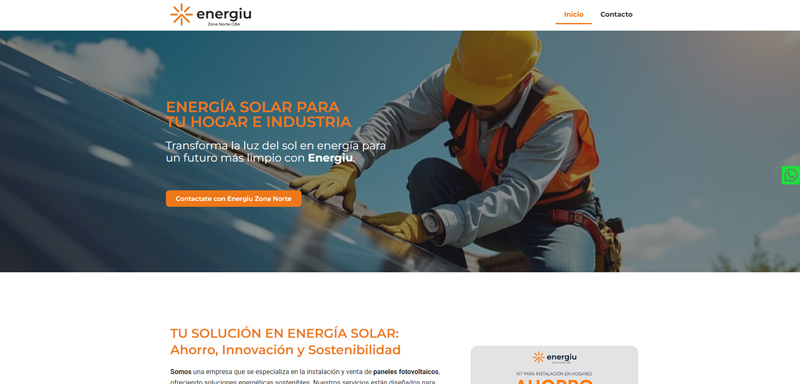 energiu
Zona Norte GBA
Inicio
Contacto
ENERGÍA SOLAR PARA
TU HOGAR E INDUSTRIA
Transforma la luz del sol en energía para
un futuro más limpio con Energiu.
Contactate con Energiu Zona Norte
TU SOLUCIÓN EN ENERGÍA SOLAR:
Ahorro, Innovación y Sostenibilidad
Somos una empresa que se especializa en la instalación y venta de paneles fotovoltaicos,
ofreciendo soluciones energéticas sostenibles. Nuestros servicios están diseñados para
energiu
KIT PARA INSTALACIÓN EN HOGARES
AHORRO